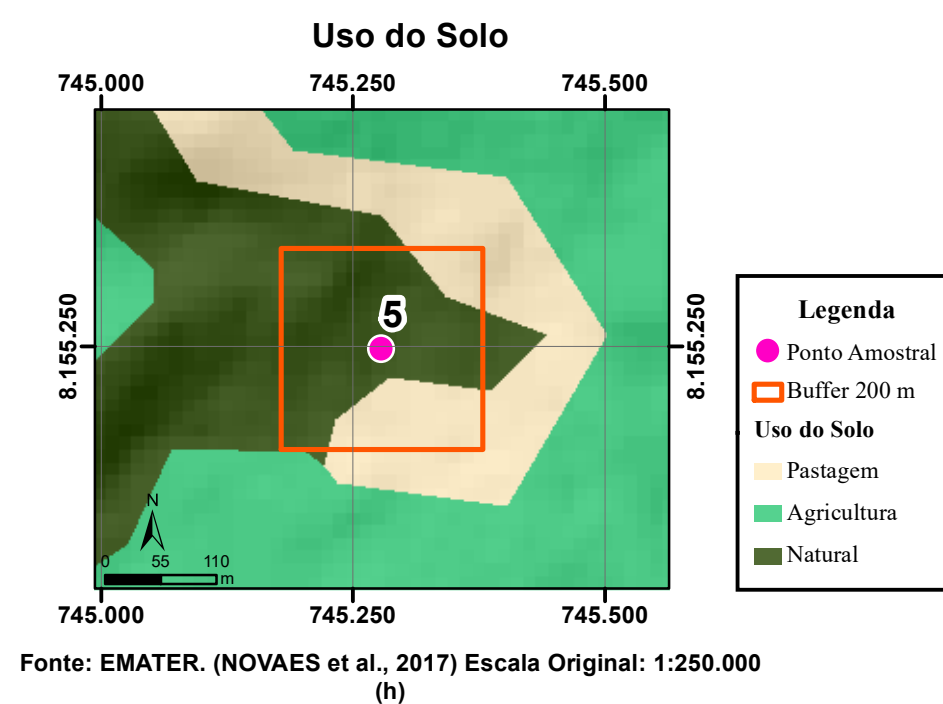 Uso do Solo
745.000 745.250 745.500
8.155.250 8.155.250
5
N
0 55 110
m
745.000 745.250 745.500
Legenda
Ponto Amostral
Buffer 200 m
Uso do Solo
Pastagem
Agricultura
Natural
Fonte: EMATER. (NOVAES et al., 2017) Escala Original: 1:250.000
(h)